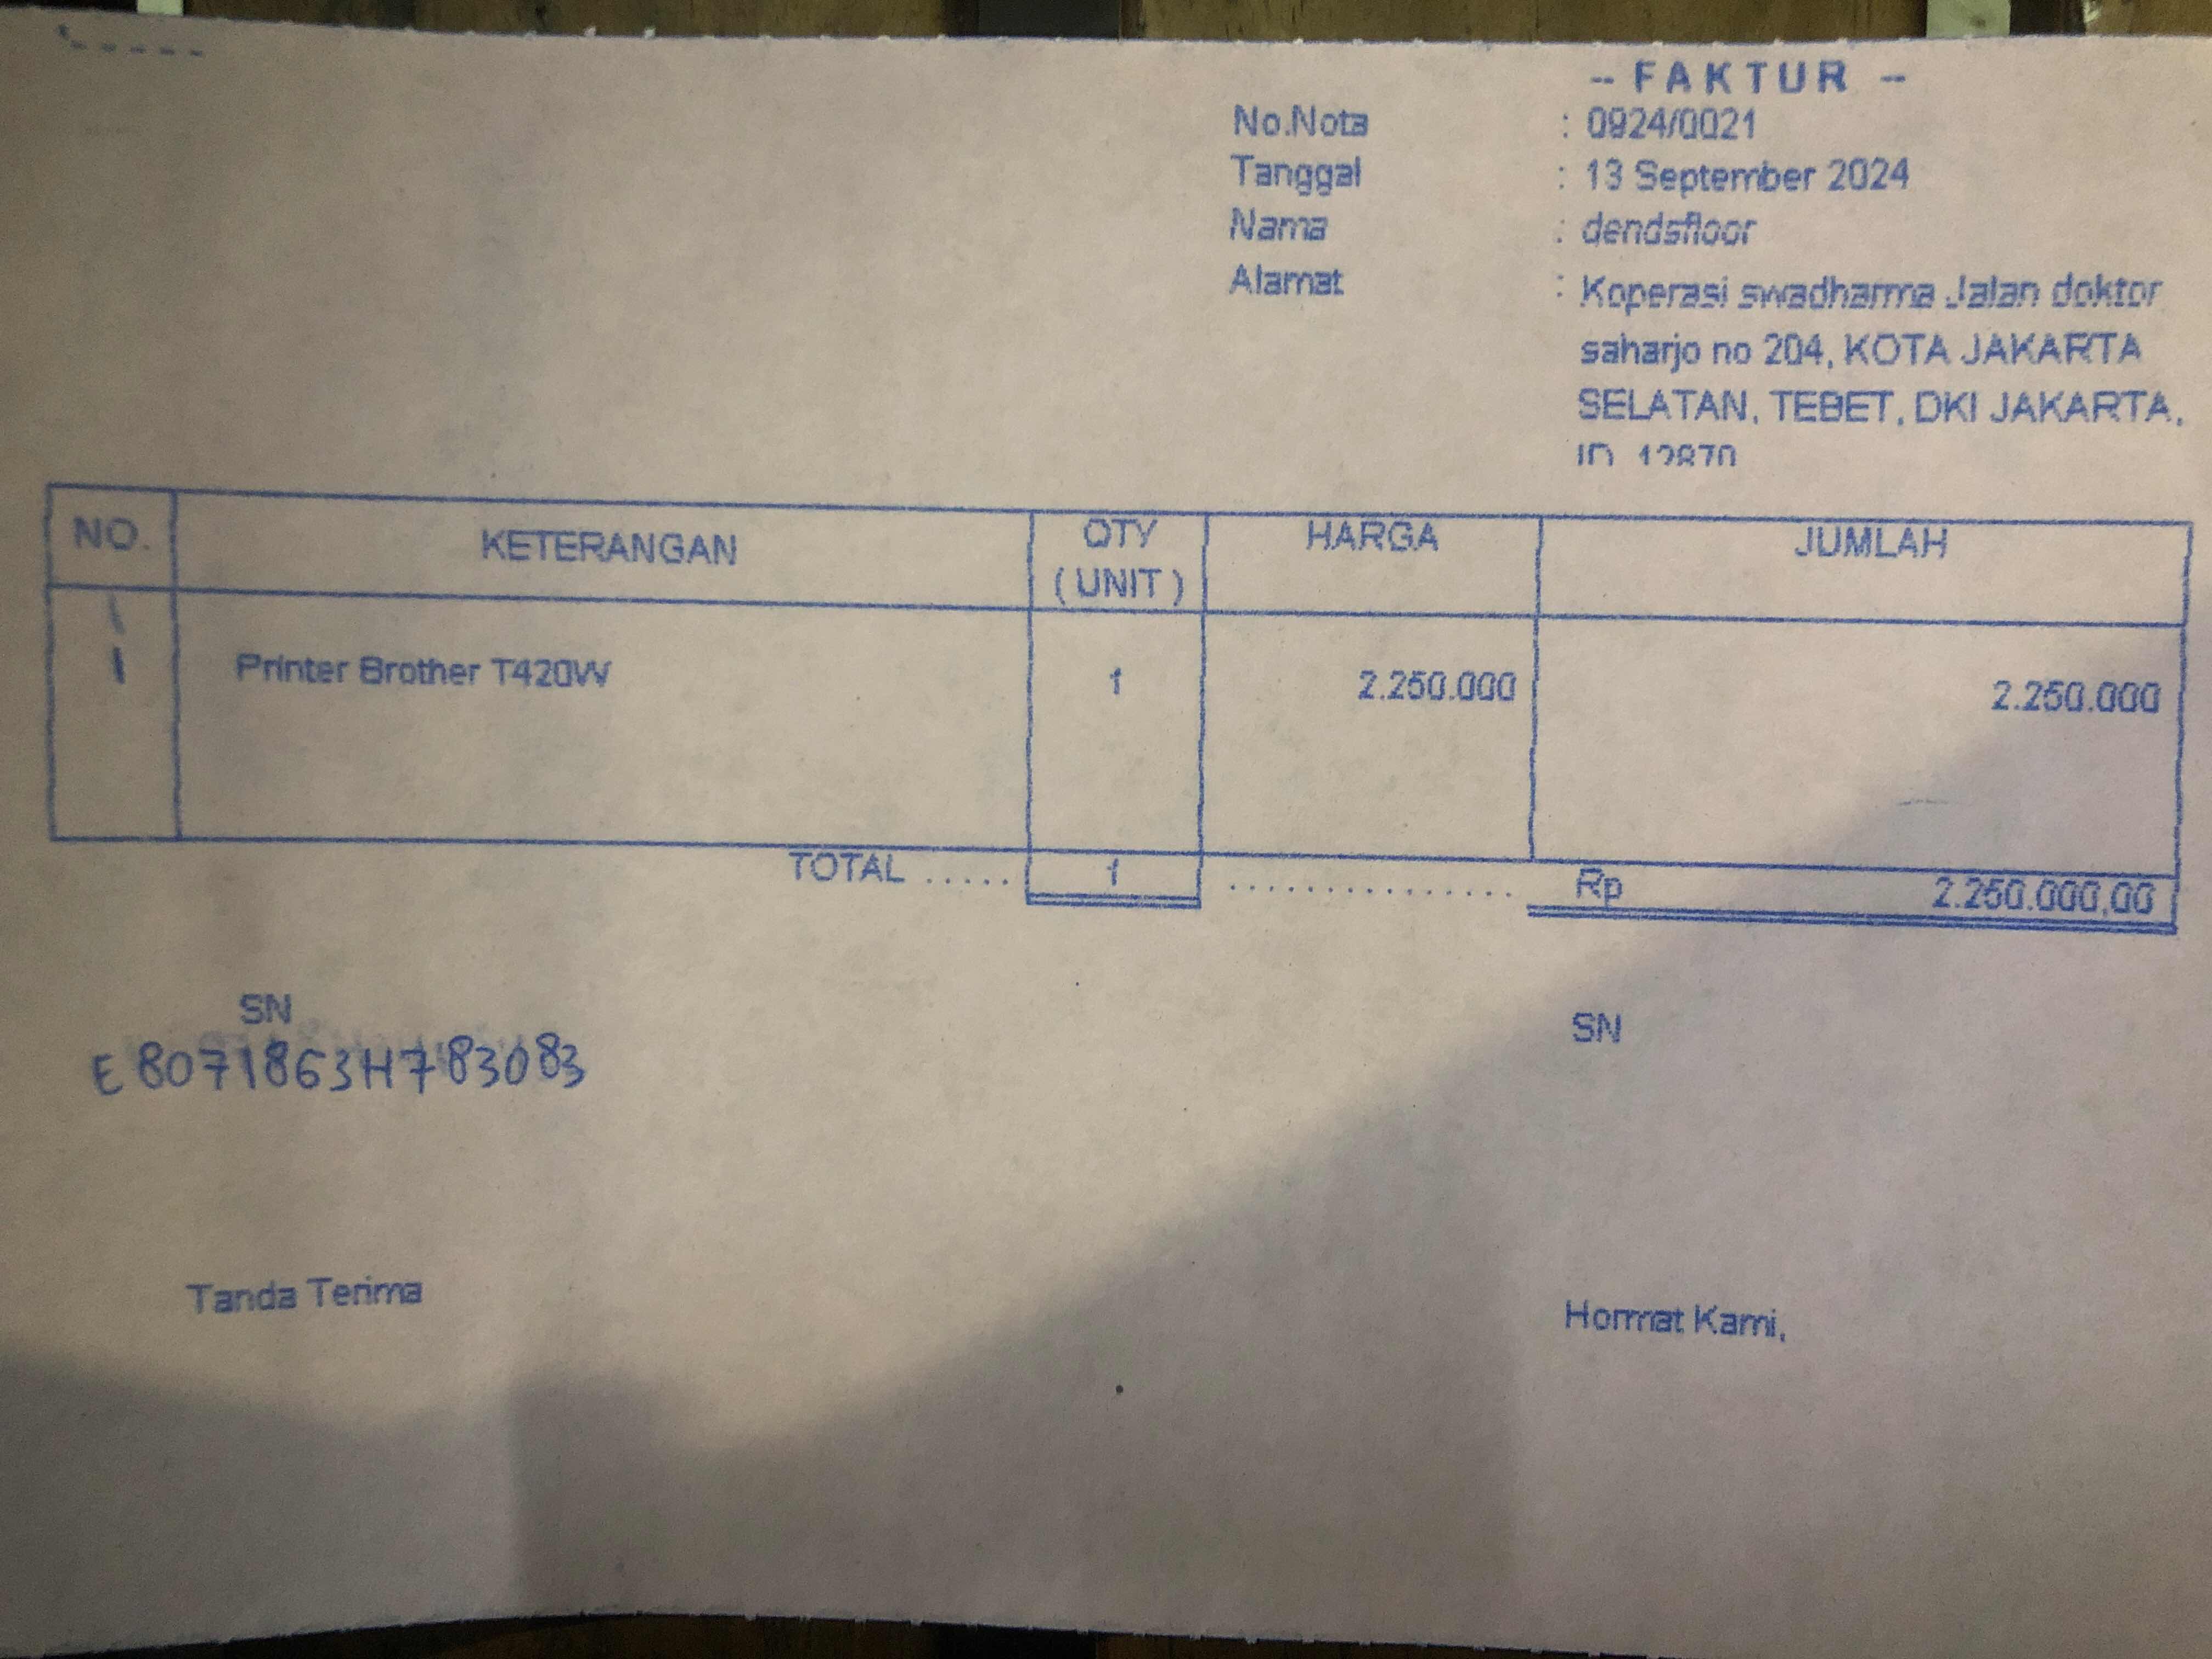 -- FAKTUR --
No.Nota : 0924/0021
Tanggal : 13 September 2024
Nama : dendsfloor
Alamat : Koperasi swadharma Jalan doktor
saharjo no 204, KOTA JAKARTA
SELATAN, TEBET, DKI JAKARTA,
ID, 12870
NO. KETERANGAN QTY HARGA JUMLAH
( UNIT )
1 Printer Brother T420W 1 2.250.000 2.250.000
TOTAL ..... 1 ............... Rp 2.250.000,00
SN SN
E8071863H783083
Tanda Terima Hormat Kami,